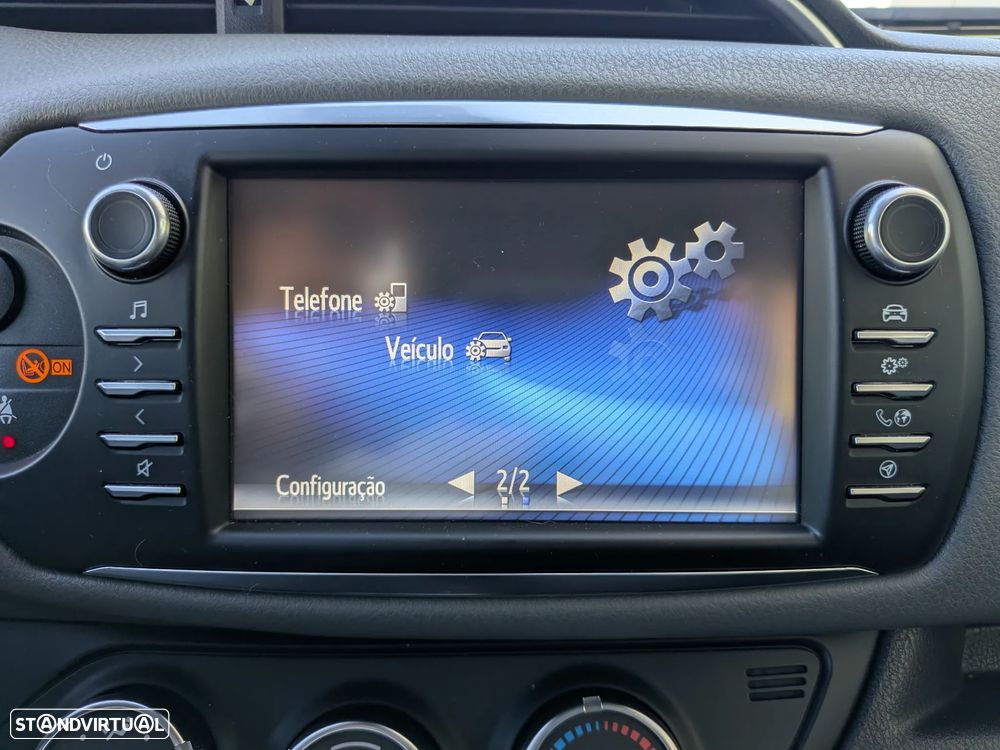 Telefone
Veículo
Configuração
2/2
ON
STANDVIRTUAL